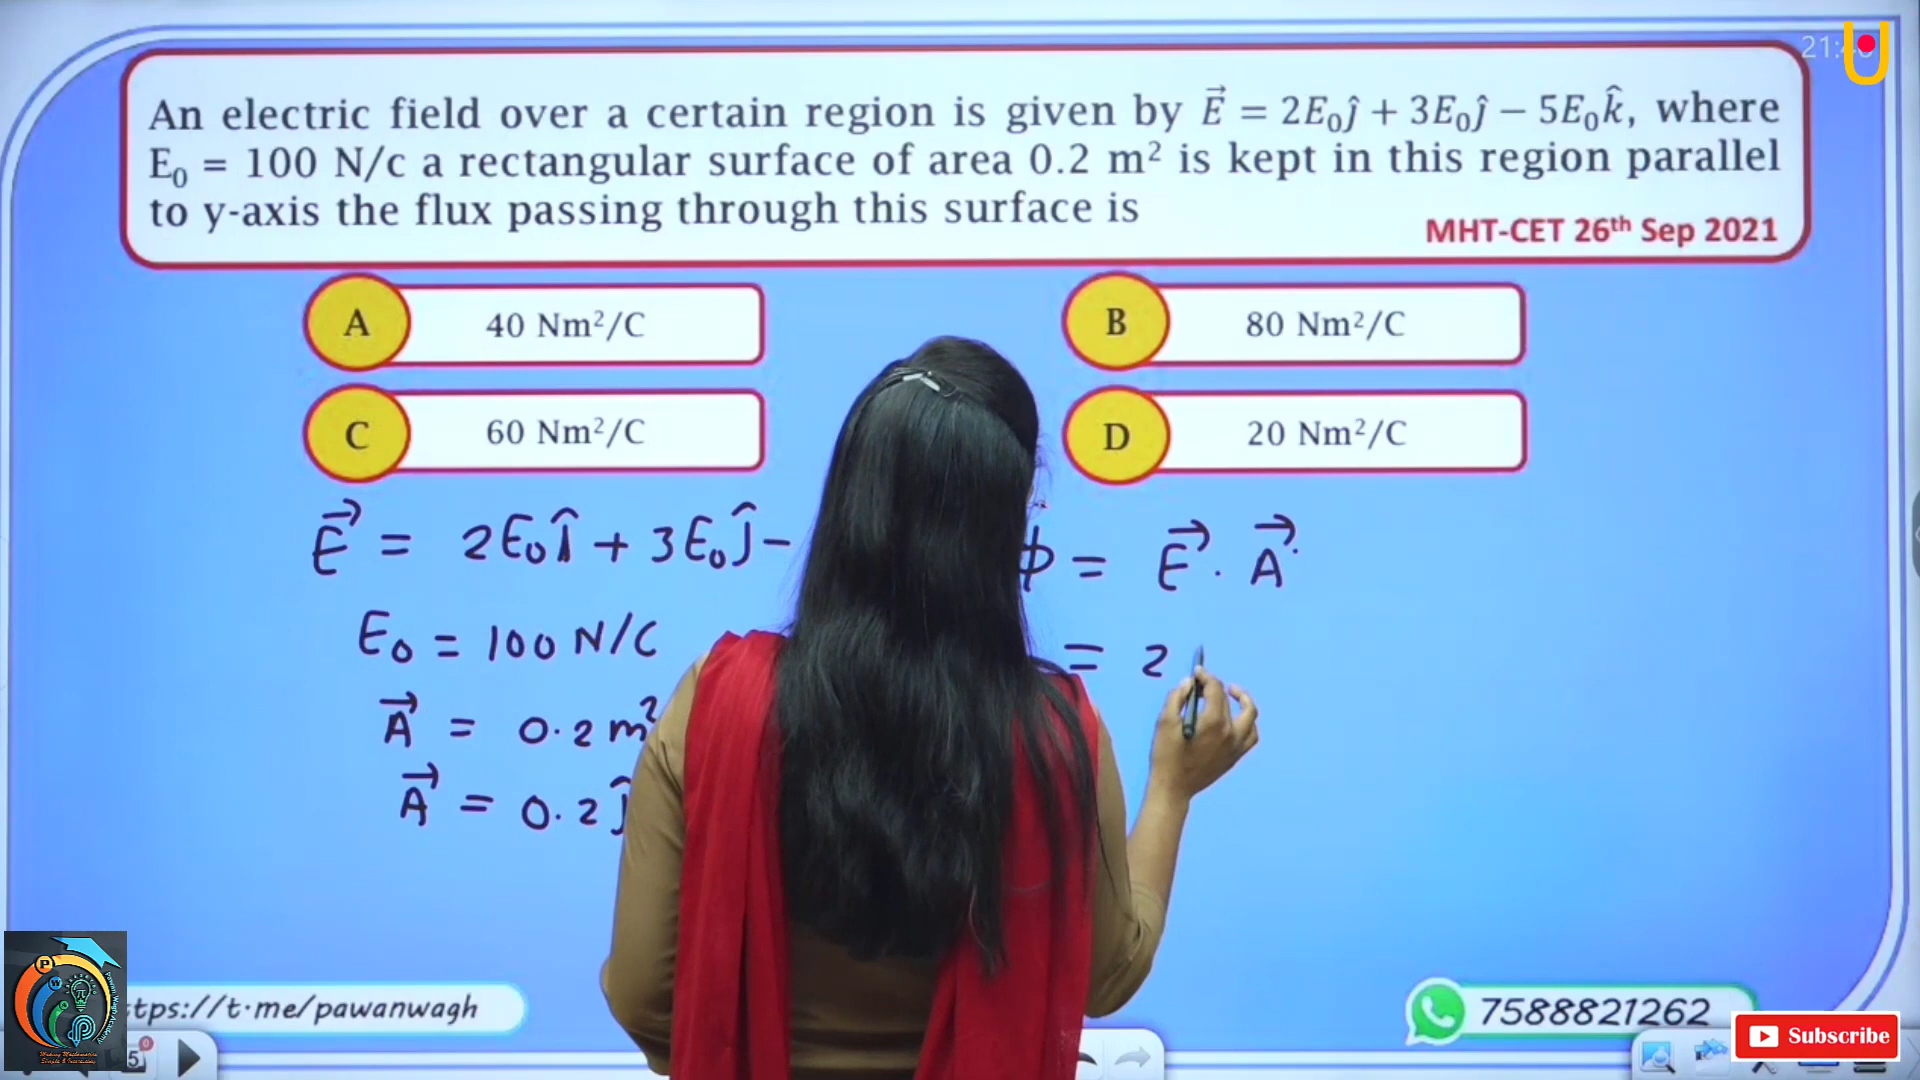 An electric field over a certain region is given by E⃗ = 2E₀ĵ + 3E₀ĵ − 5E₀k̂, where
E₀ = 100 N/c a rectangular surface of area 0.2 m² is kept in this region parallel
to y-axis the flux passing through this surface is
MHT-CET 26th Sep 2021
A 40 Nm²/C
B 80 Nm²/C
C 60 Nm²/C
D 20 Nm²/C
E⃗ = 2E₀î + 3E₀ĵ −
E₀ = 100 N/C
A⃗ = 0.2 m²
A⃗ = 0.2 ĵ
ϕ = E⃗ · A⃗
= 2
ttps://t.me/pawanwagh
7588821262
Subscribe